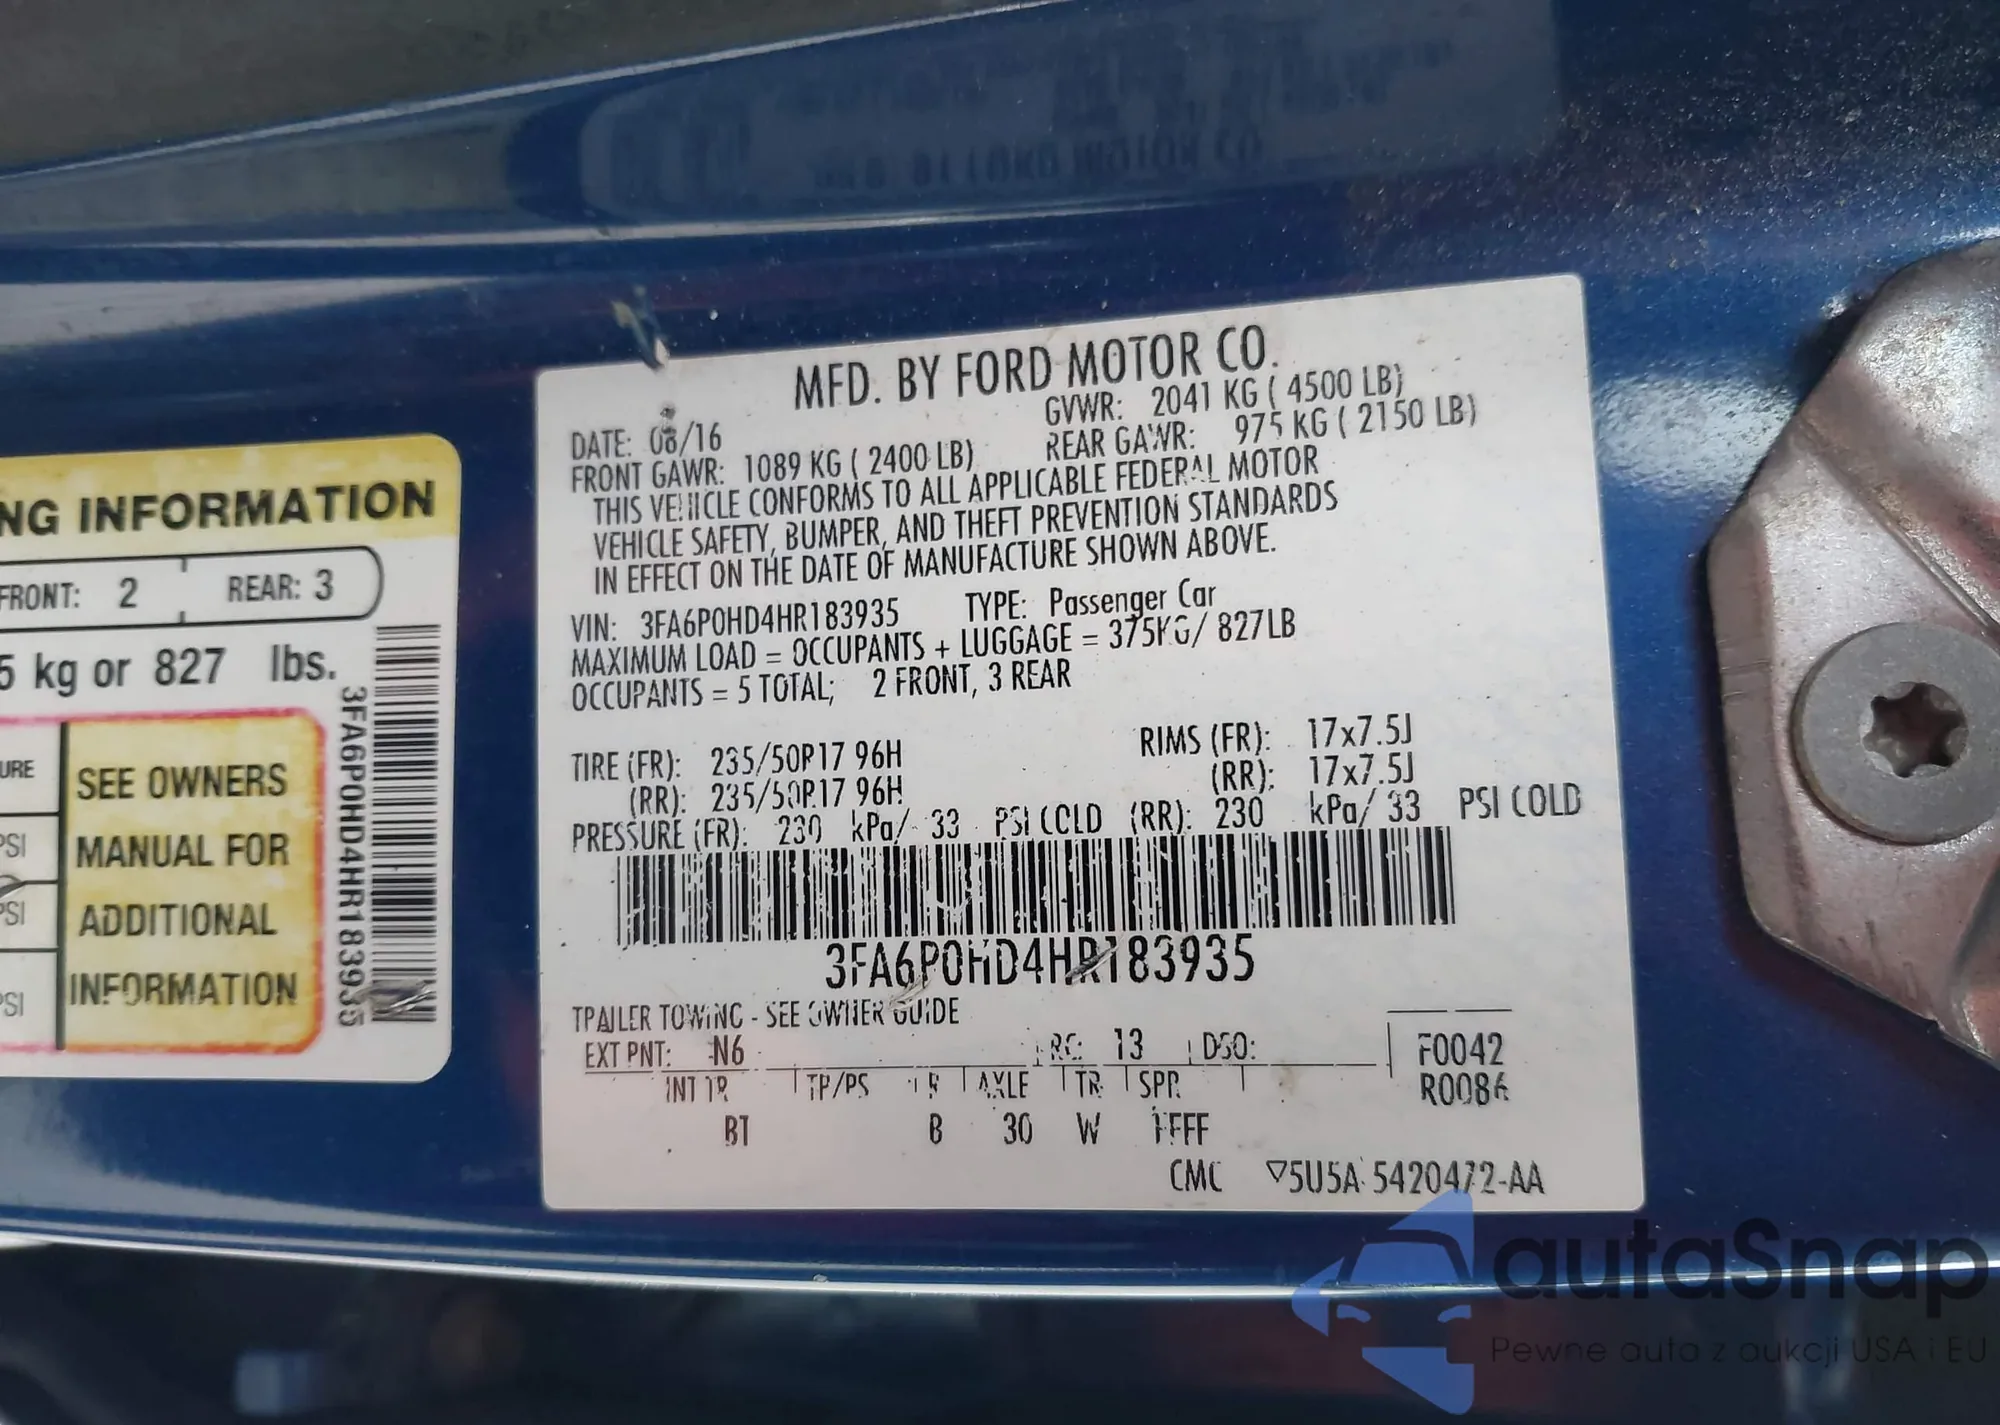 MFD. BY FORD MOTOR CO.
DATE: 08/16 GVWR: 2041 KG ( 4500 LB)
FRONT GAWR: 1089 KG ( 2400 LB) REAR GAWR: 975 KG ( 2150 LB)
THIS VEHICLE CONFORMS TO ALL APPLICABLE FEDERAL MOTOR
VEHICLE SAFETY, BUMPER, AND THEFT PREVENTION STANDARDS
IN EFFECT ON THE DATE OF MANUFACTURE SHOWN ABOVE.
VIN: 3FA6P0HD4HR183935 TYPE: Passenger Car
MAXIMUM LOAD = OCCUPANTS + LUGGAGE = 375KG/ 827LB
OCCUPANTS = 5 TOTAL; 2 FRONT, 3 REAR
TIRE (FR): 235/50R17 96H RIMS (FR): 17x7.5J
(RR): 235/50R17 96H (RR): 17x7.5J
PRESSURE (FR): 230 kPa/ 33 PSI COLD (RR): 230 kPa/ 33 PSI COLD
3FA6P0HD4HR183935
TRAILER TOWING - SEE OWNER GUIDE
EXT PNT: N6 RC: 13 DSO: F0042
INT TR TP/PS R AXLE TR SPR R0086
BT B 30 W FFFF
CMC ▽5U5A 5420472-AA
NG INFORMATION
FRONT: 2 REAR: 3
5 kg or 827 lbs.
URE
PSI
PSI
PSI
SEE OWNERS
MANUAL FOR
ADDITIONAL
INFORMATION
3FA6P0HD4HR183935
autaSnap
Pewne auta z aukcji USA i EU